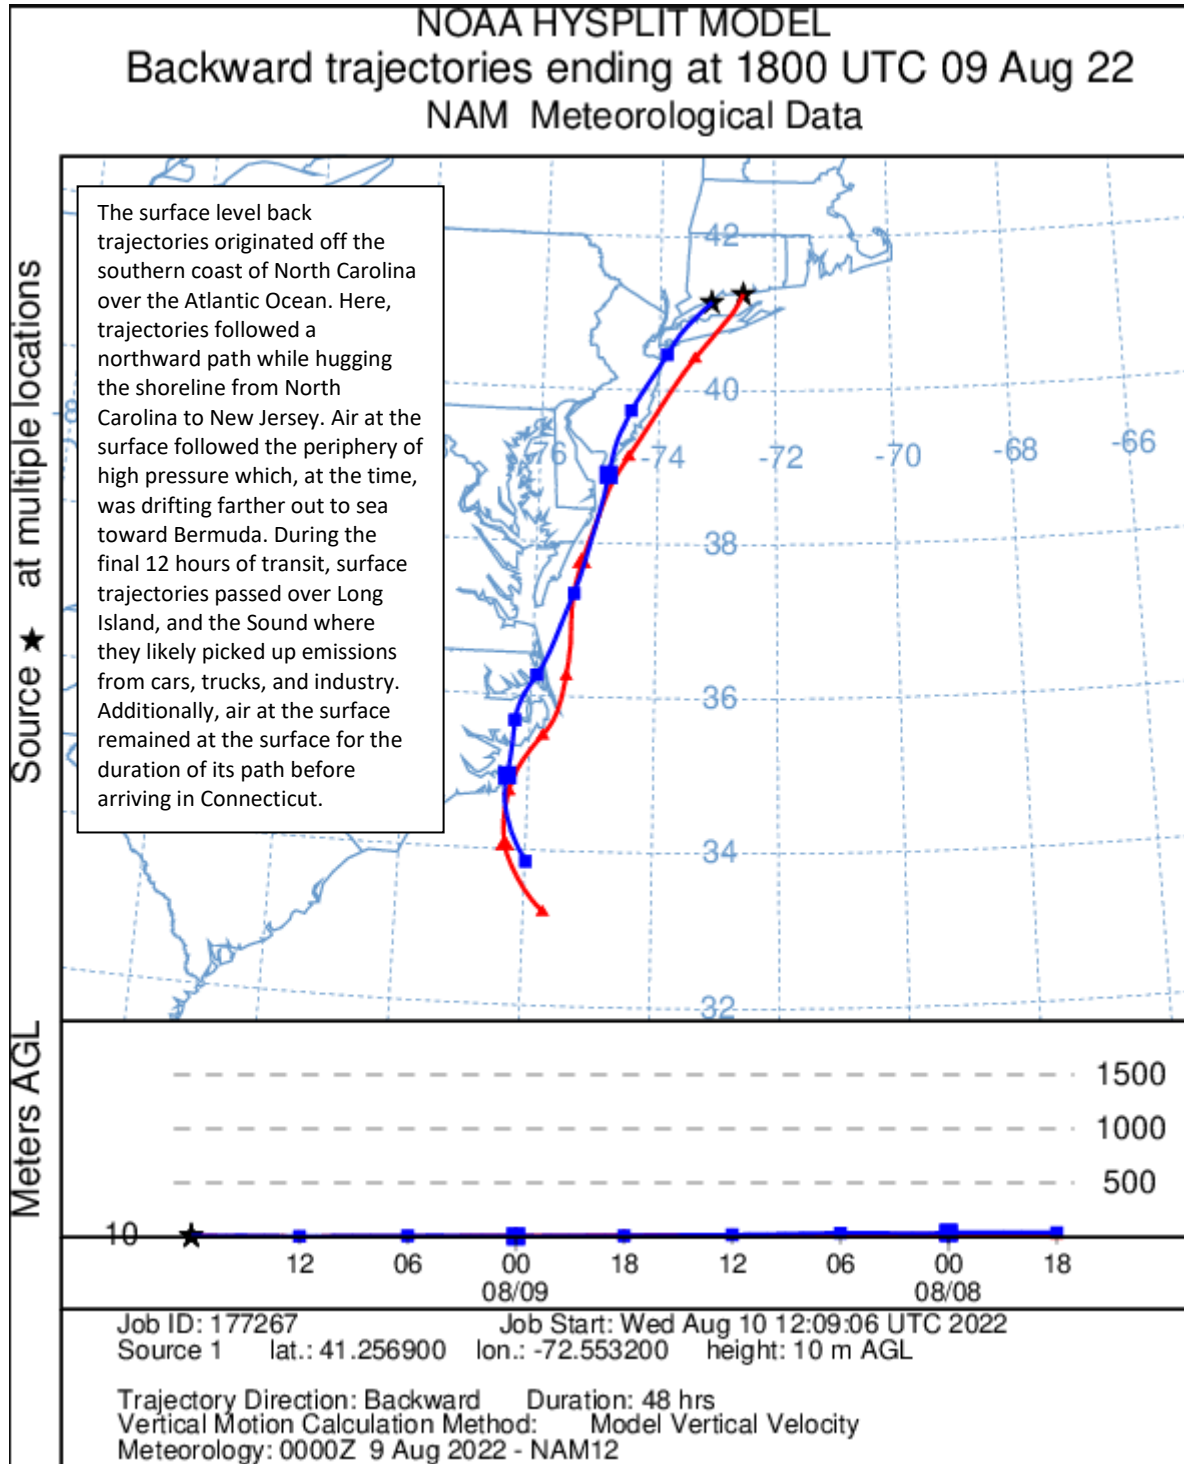 NOAA HYSPLIT MODEL
Backward trajectories ending at 1800 UTC 09 Aug 22
NAM Meteorological Data
Source ★ at multiple locations
The surface level back
trajectories originated off the
southern coast of North Carolina
over the Atlantic Ocean. Here,
trajectories followed a
northward path while hugging
the shoreline from North
Carolina to New Jersey. Air at the
surface followed the periphery of
high pressure which, at the time,
was drifting farther out to sea
toward Bermuda. During the
final 12 hours of transit, surface
trajectories passed over Long
Island, and the Sound where
they likely picked up emissions
from cars, trucks, and industry.
Additionally, air at the surface
remained at the surface for the
duration of its path before
arriving in Connecticut.
42
40
-76 -74 -72 -70 -68 -66
38
36
34
32
Meters AGL
1500
1000
500
10
12 06 00 18 12 06 00 18
08/09 08/08
Job ID: 177267 Job Start: Wed Aug 10 12:09:06 UTC 2022
Source 1 lat.: 41.256900 lon.: -72.553200 height: 10 m AGL
Trajectory Direction: Backward Duration: 48 hrs
Vertical Motion Calculation Method: Model Vertical Velocity
Meteorology: 0000Z 9 Aug 2022 - NAM12